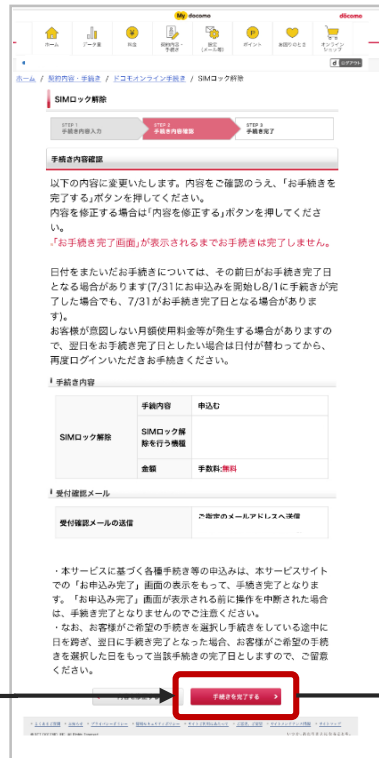 My docomo
döcomo
ホーム データ量 料金 契約内容・手続き 設定(メール等) ポイント お困りのとき オンラインショップ
ログアウト
ホーム / 契約内容・手続き / ドコモオンライン手続き / SIMロック解除
SIMロック解除
STEP 1
手続き内容入力
STEP 2
手続き内容確認
STEP 3
手続き完了
手続き内容確認
以下の内容に変更いたします。内容をご確認のうえ、「お手続きを
完了する」ボタンを押してください。
内容を修正する場合は「内容を修正する」ボタンを押してくださ
い。
「お手続き完了画面」が表示されるまでお手続きは完了しません。
日付をまたいだお手続きについては、その前日がお手続き完了日
となる場合があります(7/31にお申込みを開始し8/1に手続きが完
了した場合でも、7/31がお手続き完了日となる場合がありま
す)。
お客様が意図しない月額使用料金等が発生する場合がありますの
で、翌日をお手続き完了日としたい場合は日付が替わってから、
再度ログインいただきお手続きください。
手続き内容
手続内容 申込む
SIMロック解除
SIMロック解
除を行う機種
金額 手数料:無料
受付確認メール
受付確認メールの送信 ご指定のメールアドレスへ送信
・本サービスに基づく各種手続き等の申込みは、本サービスサイト
での「お申込み完了」画面の表示をもって、手続き完了となりま
す。「お申込み完了」画面が表示される前に操作を中断された場合
は、手続き完了となりませんのでご注意ください。
・なお、お客様がご希望の手続きを選択し手続きをしている途中に
日を跨ぎ、翌日に手続き完了となった場合、お客様がご希望の手続
きを選択した日をもって当該手続きの完了日としますので、ご留意
ください。
手続きを完了する